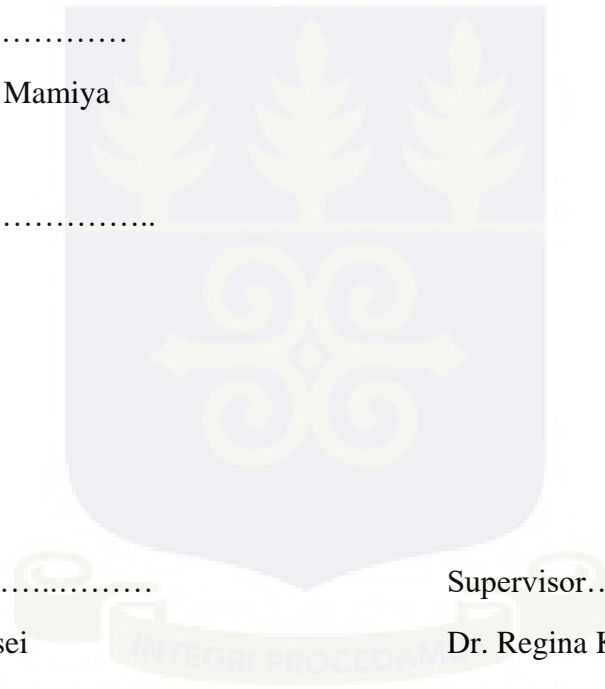 …………
Mamiya
…………..
…..……… Supervisor…
sei Dr. Regina K
INTEGRI PROCEDAMUS